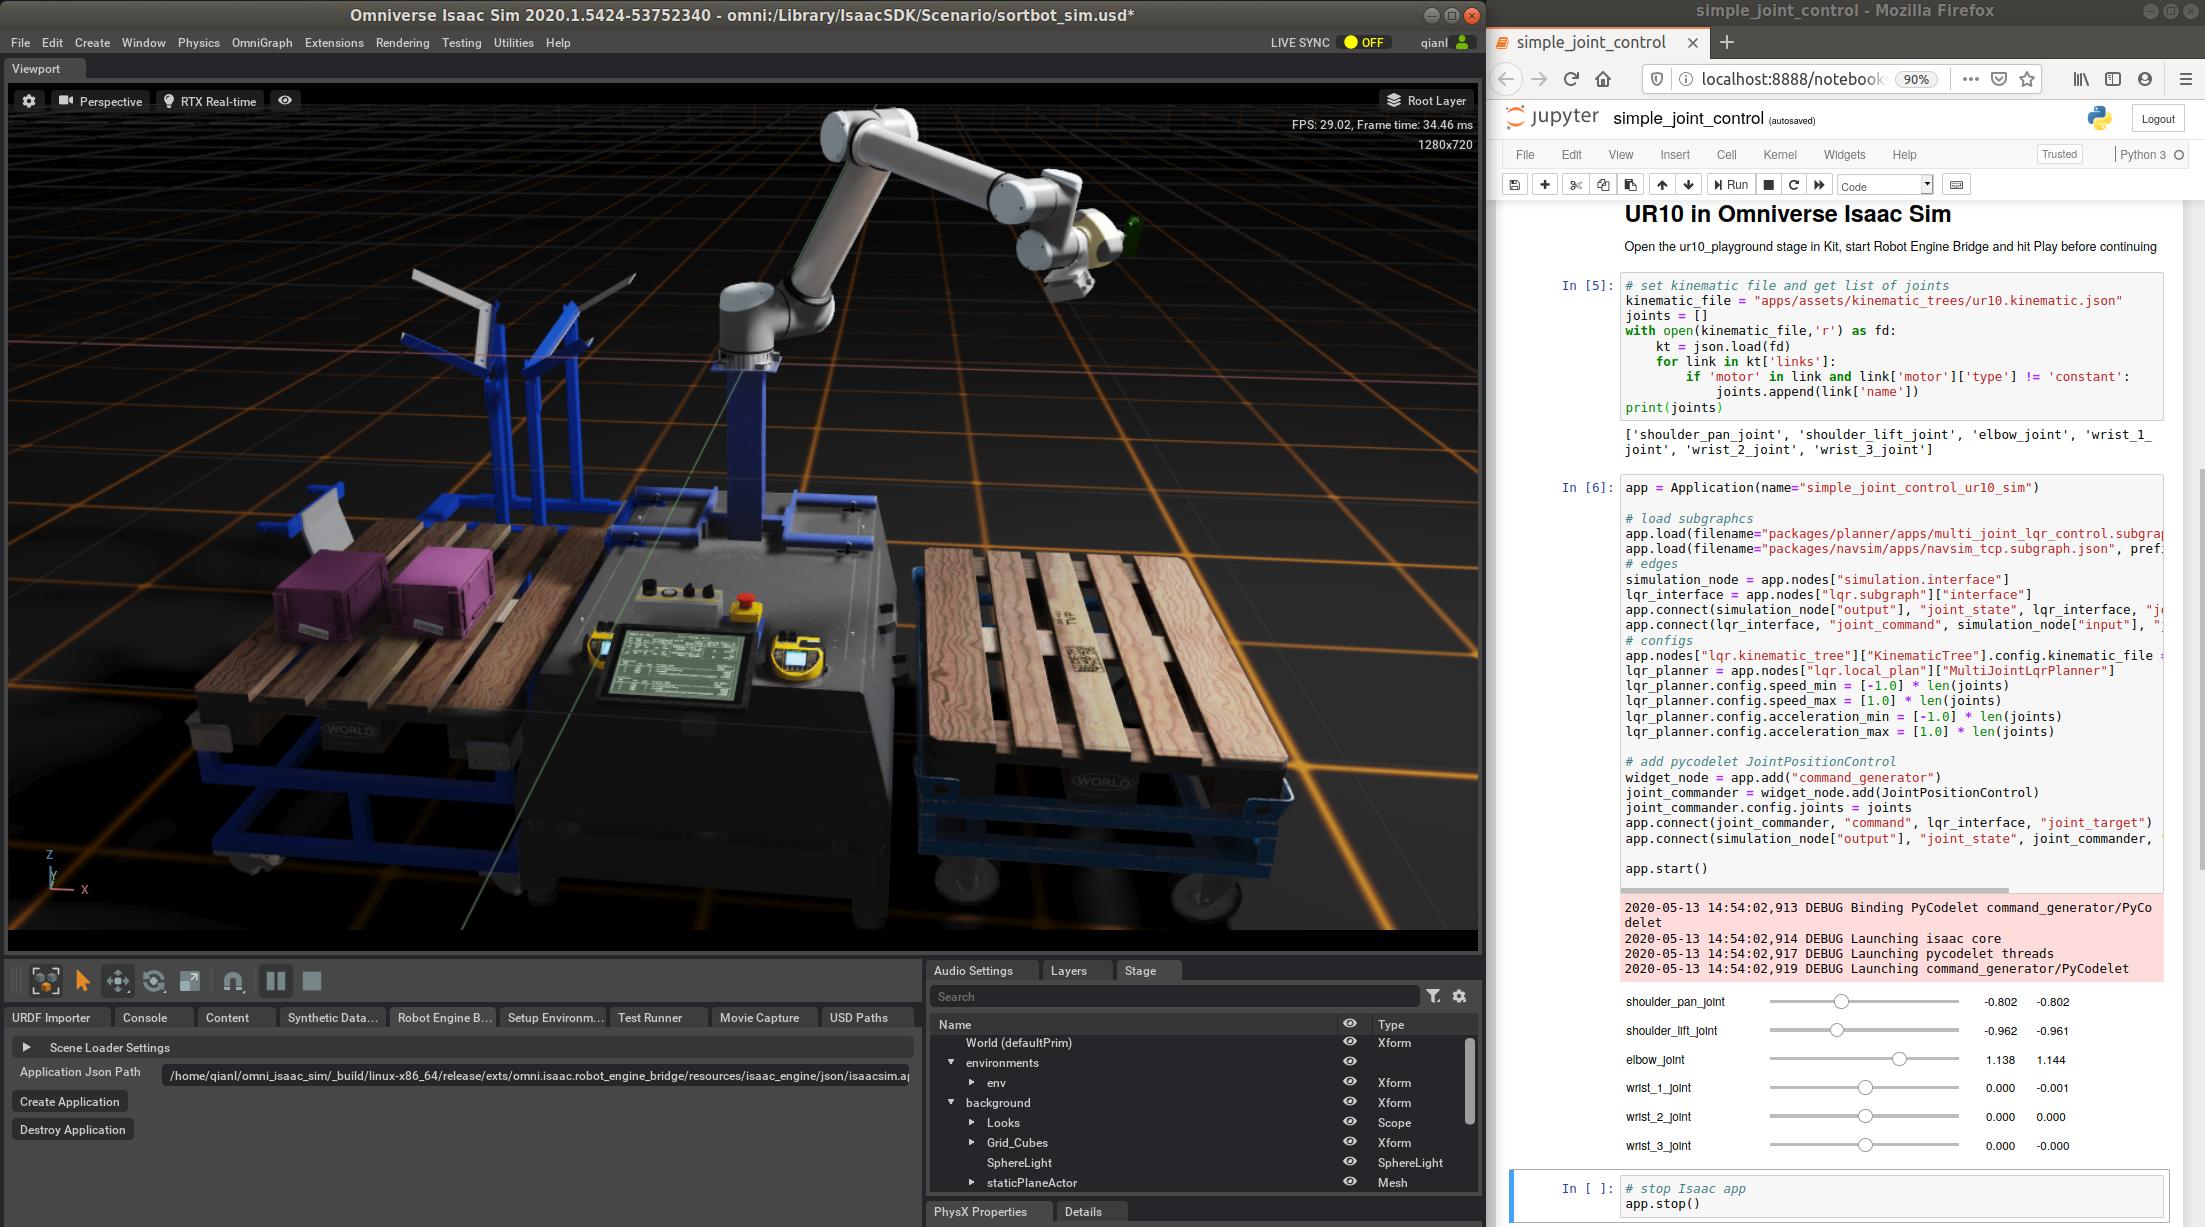 Omniverse Isaac Sim 2020.1.5424-53752340 - omni:/Library/IsaacSDK/Scenario/sortbot_sim.usd*
File Edit Create Window Physics OmniGraph Extensions Rendering Testing Utilities Help
LIVE SYNC OFF qianl
Viewport
Perspective RTX Real-time
Root Layer
FPS: 29.02, Frame time: 34.46 ms
1280x720
WORLD
WORLD
Z
Y
X
URDF Importer Console Content Synthetic Data... Robot Engine B... Setup Environm... Test Runner Movie Capture USD Paths
Scene Loader Settings
Application Json Path /home/qianl/omni_isaac_sim/_build/linux-x86_64/release/exts/omni.isaac.robot_engine_bridge/resources/isaac_engine/json/isaacsim.ap
Create Application
Destroy Application
Audio Settings Layers Stage
Search
Name Type
World (defaultPrim) Xform
environments
env Xform
background Xform
Looks Scope
Grid_Cubes Xform
SphereLight SphereLight
staticPlaneActor Mesh
PhysX Properties Details
simple_joint_control - Mozilla Firefox
simple_joint_control
localhost:8888/notebook 90%
jupyter simple_joint_control (autosaved)
Logout
File Edit View Insert Cell Kernel Widgets Help
Trusted Python 3
Run Code
UR10 in Omniverse Isaac Sim
Open the ur10_playground stage in Kit, start Robot Engine Bridge and hit Play before continuing
In [5]: # set kinematic file and get list of joints
kinematic_file = "apps/assets/kinematic_trees/ur10.kinematic.json"
joints = []
with open(kinematic_file,'r') as fd:
kt = json.load(fd)
for link in kt['links']:
if 'motor' in link and link['motor']['type'] != 'constant':
joints.append(link['name'])
print(joints)
['shoulder_pan_joint', 'shoulder_lift_joint', 'elbow_joint', 'wrist_1_
joint', 'wrist_2_joint', 'wrist_3_joint']
In [6]: app = Application(name="simple_joint_control_ur10_sim")
# load subgraphcs
app.load(filename="packages/planner/apps/multi_joint_lqr_control.subgrap
app.load(filename="packages/navsim/apps/navsim_tcp.subgraph.json", pref
# edges
simulation_node = app.nodes["simulation.interface"]
lqr_interface = app.nodes["lqr.subgraph"]["interface"]
app.connect(simulation_node["output"], "joint_state", lqr_interface, "jo
app.connect(lqr_interface, "joint_command", simulation_node["input"], "j
# configs
app.nodes["lqr.kinematic_tree"]["KinematicTree"].config.kinematic_file =
lqr_planner = app.nodes["lqr.local_plan"]["MultiJointLqrPlanner"]
lqr_planner.config.speed_min = [-1.0] * len(joints)
lqr_planner.config.speed_max = [1.0] * len(joints)
lqr_planner.config.acceleration_min = [-1.0] * len(joints)
lqr_planner.config.acceleration_max = [1.0] * len(joints)
# add pycodelet JointPositionControl
widget_node = app.add("command_generator")
joint_commander = widget_node.add(JointPositionControl)
joint_commander.config.joints = joints
app.connect(joint_commander, "command", lqr_interface, "joint_target")
app.connect(simulation_node["output"], "joint_state", joint_commander, "
app.start()
2020-05-13 14:54:02,913 DEBUG Binding PyCodelet command_generator/PyCo
delet
2020-05-13 14:54:02,914 DEBUG Launching isaac core
2020-05-13 14:54:02,917 DEBUG Launching pycodelet threads
2020-05-13 14:54:02,919 DEBUG Launching command_generator/PyCodelet
shoulder_pan_joint -0.802 -0.802
shoulder_lift_joint -0.962 -0.961
elbow_joint 1.138 1.144
wrist_1_joint 0.000 -0.001
wrist_2_joint 0.000 0.000
wrist_3_joint 0.000 -0.000
In [ ]: # stop Isaac app
app.stop()